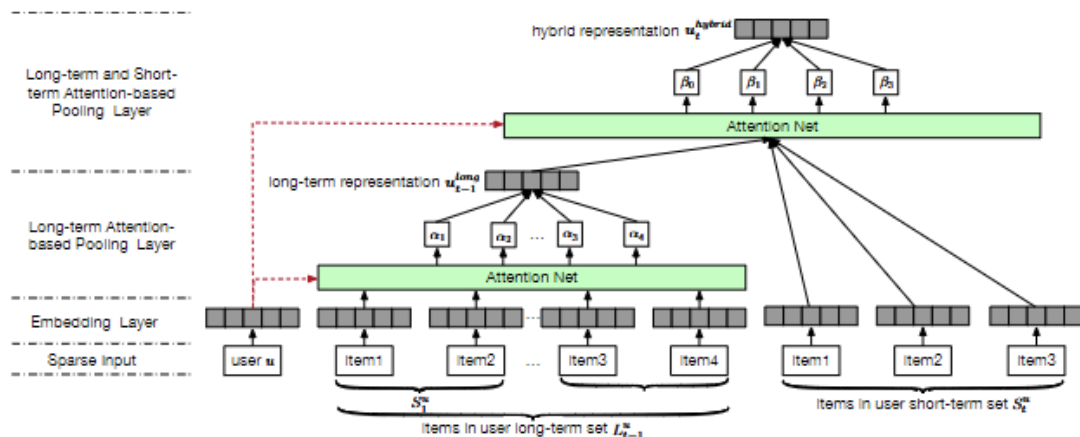 hybrid representation u_t^hybrid
Long-term and Short-
term Attention-based
Pooling Layer
β0 β1 β2 β3
Attention Net
long-term representation u_{t-1}^long
Long-term Attention-
based Pooling Layer
α1 α2 ... α3 α4
Attention Net
Embedding Layer
...
Sparse Input
user u
Item1 Item2 ... Item3 Item4
Item1 Item2 Item3
S_1^u
Items in user long-term set L_{t-1}^u
Items in user short-term set S_t^u